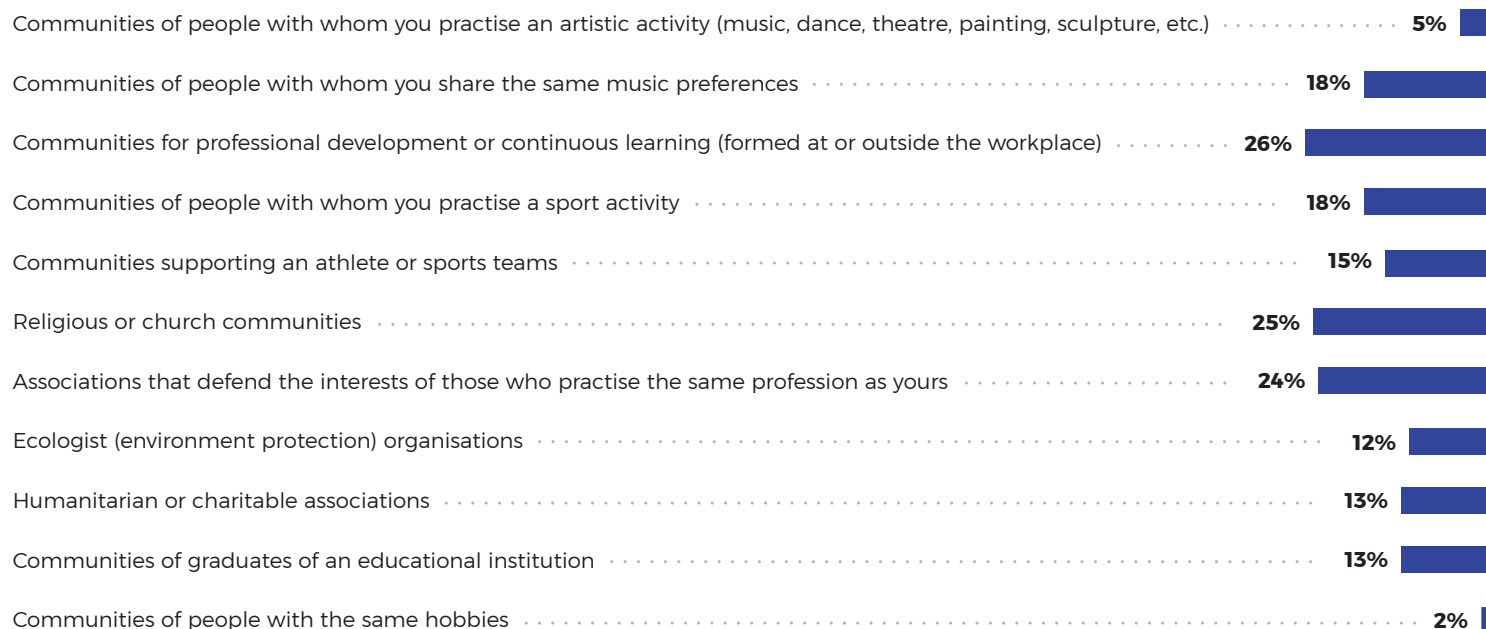 Communities of people with whom you practise an artistic activity (music, dance, theatre, painting, sculpture, etc.) 5%
Communities of people with whom you share the same music preferences 18%
Communities for professional development or continuous learning (formed at or outside the workplace) 26%
Communities of people with whom you practise a sport activity 18%
Communities supporting an athlete or sports teams 15%
Religious or church communities 25%
Associations that defend the interests of those who practise the same profession as yours 24%
Ecologist (environment protection) organisations 12%
Humanitarian or charitable associations 13%
Communities of graduates of an educational institution 13%
Communities of people with the same hobbies 2%